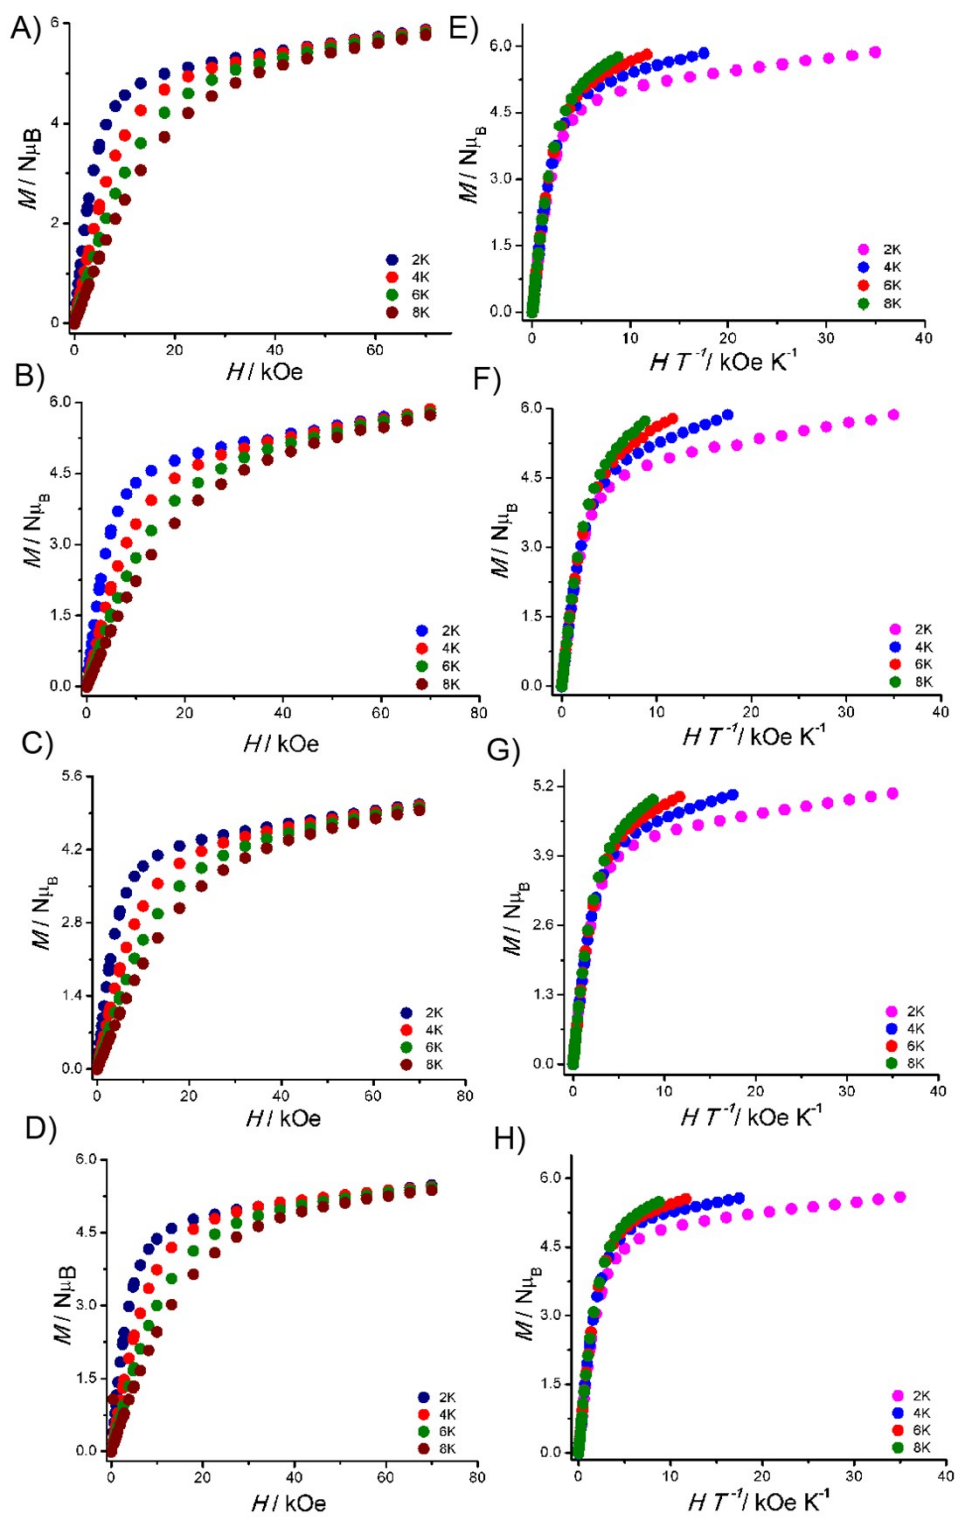 A)
6
4
2
0
M / NμB
0
20
40
60
H / kOe
2K
4K
6K
8K
E)
6.0
4.5
3.0
1.5
0.0
M / NμB
0
10
20
30
40
H T⁻¹/ kOe K⁻¹
2K
4K
6K
8K
B)
6.0
4.5
3.0
1.5
0.0
M / NμB
0
20
40
60
80
H / kOe
2K
4K
6K
8K
F)
6.0
4.5
3.0
1.5
0.0
M / NμB
0
10
20
30
40
H T⁻¹/ kOe K⁻¹
2K
4K
6K
8K
C)
5.6
4.2
2.8
1.4
0.0
M / NμB
0
20
40
60
80
H / kOe
2K
4K
6K
8K
G)
5.2
3.9
2.6
1.3
0.0
M / NμB
0
10
20
30
40
H T⁻¹/ kOe K⁻¹
2K
4K
6K
8K
D)
6.0
4.5
3.0
1.5
0.0
M / NμB
0
20
40
60
80
H / kOe
2K
4K
6K
8K
H)
6.0
4.5
3.0
1.5
0.0
M / NμB
0
10
20
30
40
H T⁻¹/ kOe K⁻¹
2K
4K
6K
8K